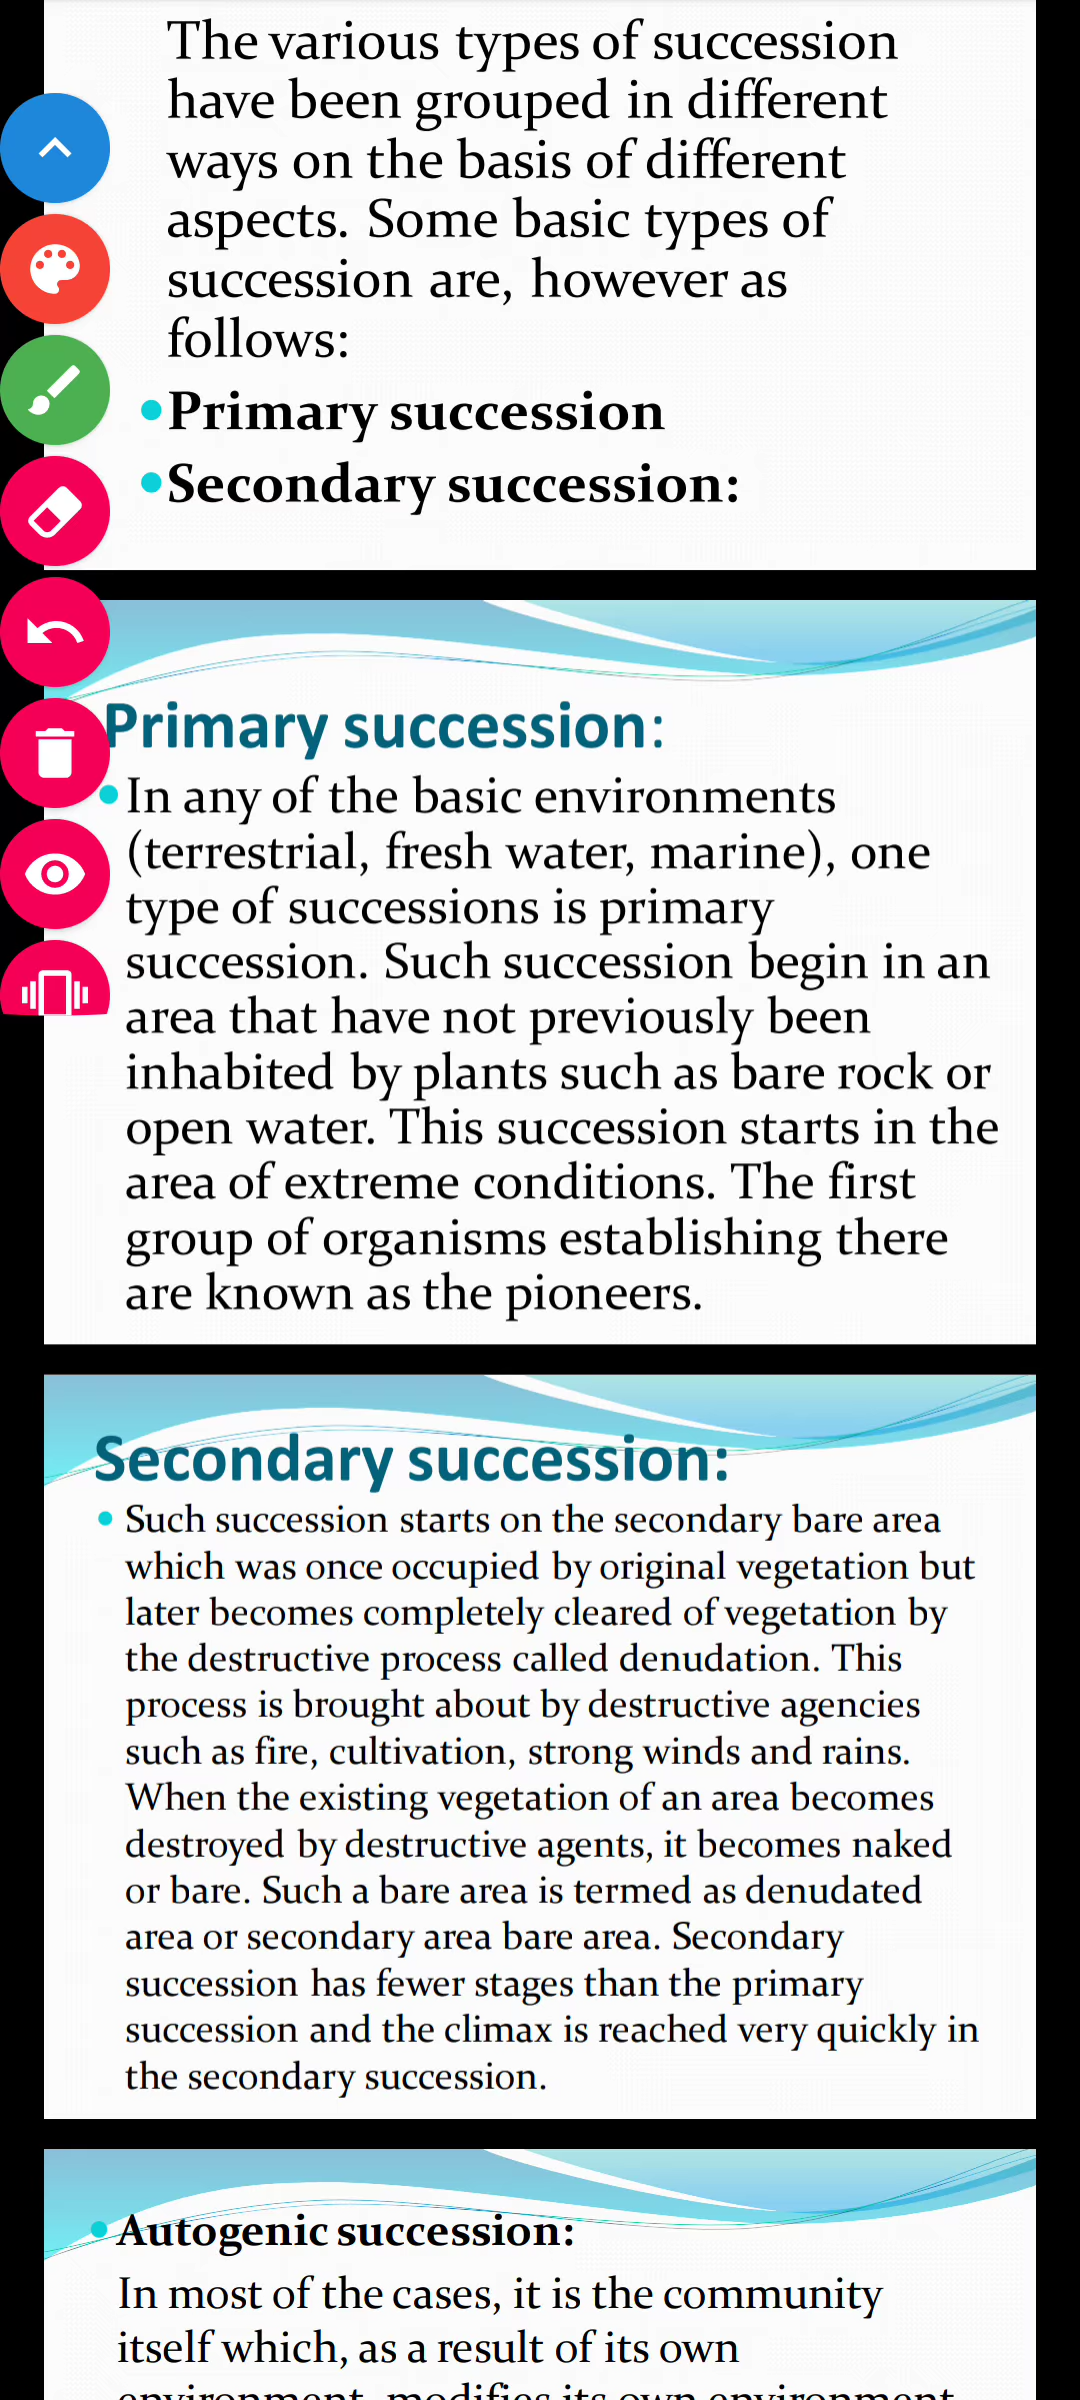 The various types of succession
have been grouped in different
ways on the basis of different
aspects. Some basic types of
succession are, however as
follows:
Primary succession
Secondary succession:
Primary succession:
In any of the basic environments
(terrestrial, fresh water, marine), one
type of successions is primary
succession. Such succession begin in an
area that have not previously been
inhabited by plants such as bare rock or
open water. This succession starts in the
area of extreme conditions. The first
group of organisms establishing there
are known as the pioneers.
Secondary succession:
Such succession starts on the secondary bare area
which was once occupied by original vegetation but
later becomes completely cleared of vegetation by
the destructive process called denudation. This
process is brought about by destructive agencies
such as fire, cultivation, strong winds and rains.
When the existing vegetation of an area becomes
destroyed by destructive agents, it becomes naked
or bare. Such a bare area is termed as denudated
area or secondary area bare area. Secondary
succession has fewer stages than the primary
succession and the climax is reached very quickly in
the secondary succession.
Autogenic succession:
In most of the cases, it is the community
itself which, as a result of its own
environment, modifies its own environment